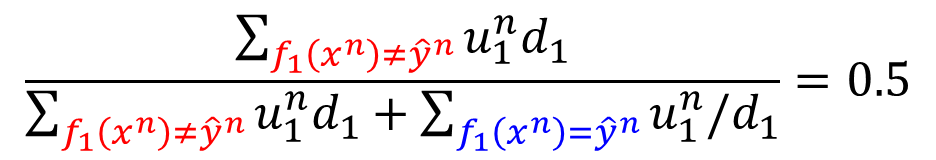 ∑_{f₁(xⁿ)≠ŷⁿ} u₁ⁿd₁
∑_{f₁(xⁿ)≠ŷⁿ} u₁ⁿd₁ + ∑_{f₁(xⁿ)=ŷⁿ} u₁ⁿ/d₁ = 0.5